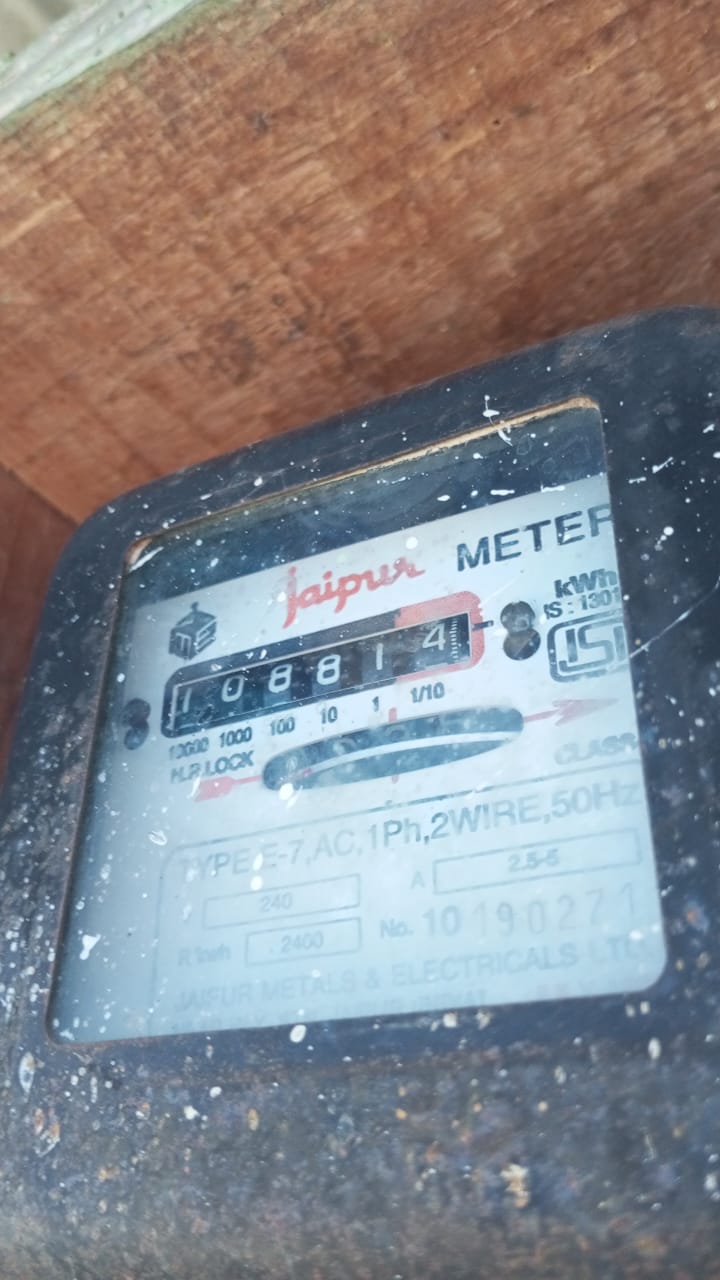 jaipur METER
kWh
IS : 1301
ME
ISI
1 0 8 8 1 4
10000 1000 100 10 1 1/10
H.R.LOCK
CLASS
TYPE,E-7,AC,1Ph,2WIRE,50Hz
240 A 2.5-5
R/kwh 2400 No. 10190271
JAIPUR METALS & ELECTRICALS LTD